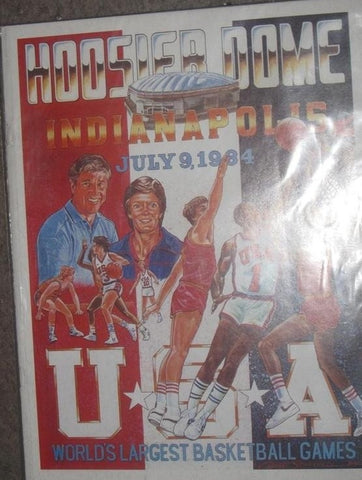 HOOSIER DOME
INDIANAPOLIS
JULY 9, 1984
USA
WORLD'S LARGEST BASKETBALL GAMES